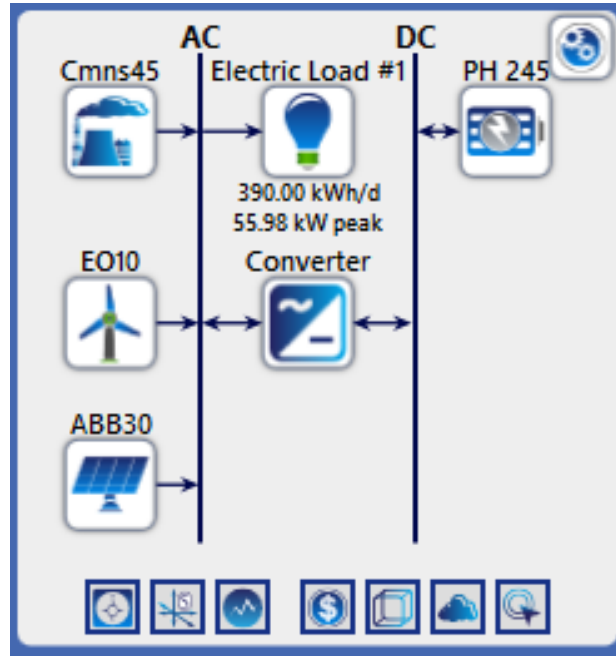 AC
DC
Cmns45
Electric Load #1
PH 245
390.00 kWh/d
55.98 kW peak
EO10
Converter
ABB30